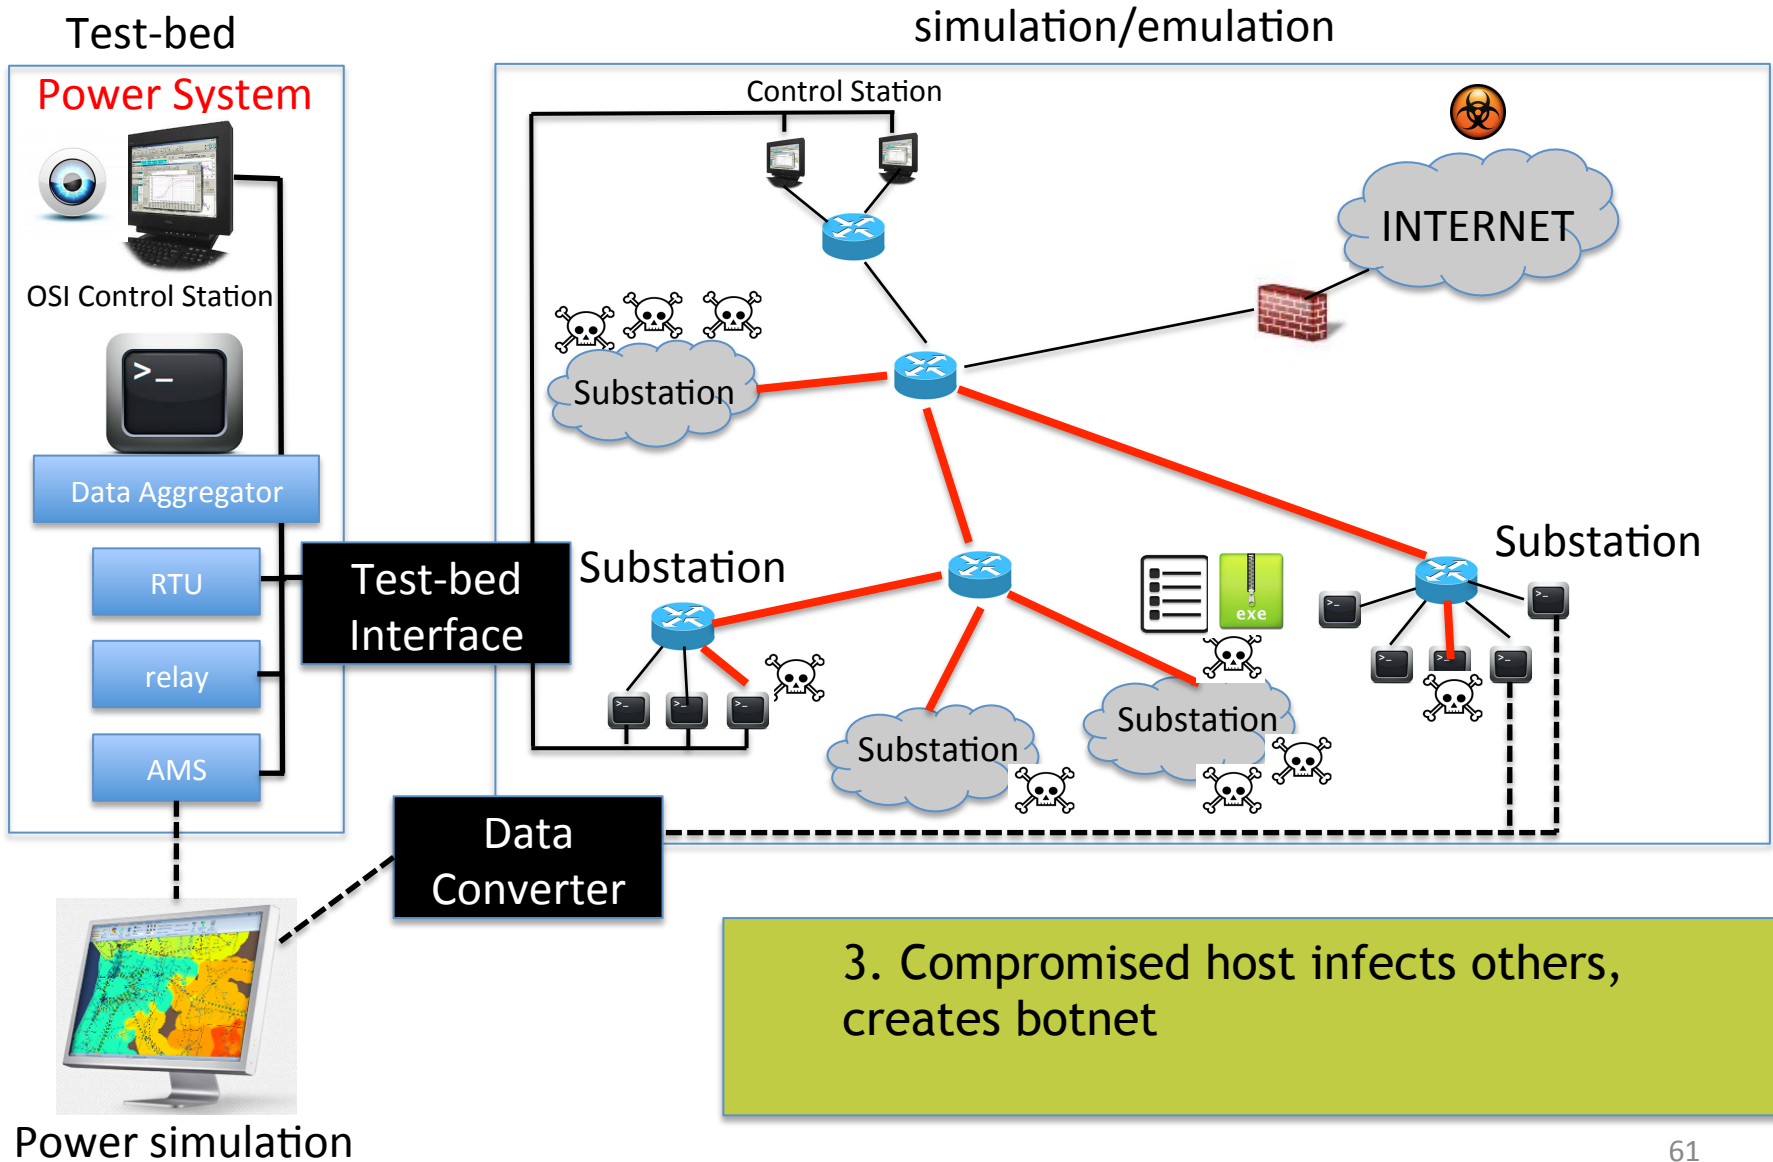 Test-bed
simulation/emulation
Power System
OSI Control Station
>_
Data Aggregator
RTU
relay
AMS
Test-bed
Interface
Control Station
INTERNET
Substation
Substation
exe
Substation
>_
>_
>_
>_
>_
>_
>_
>_
Substation
Substation
Data
Converter
3. Compromised host infects others,
creates botnet
Power simulation
61